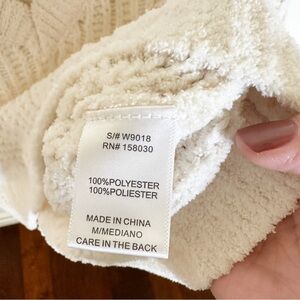 S/# W9018
RN# 158030
100%POLYESTER
100%POLIESTER
MADE IN CHINA
M/MEDIANO
CARE IN THE BACK